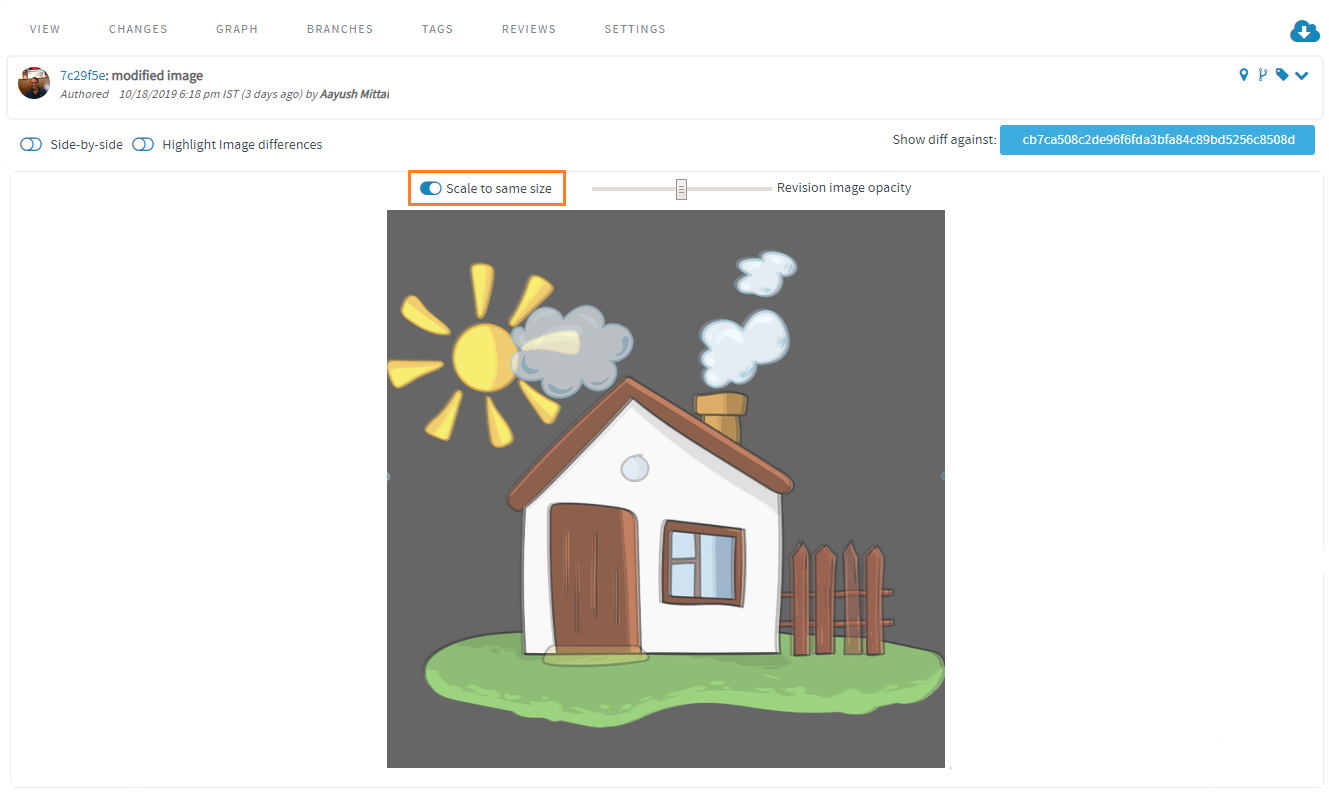 VIEW CHANGES GRAPH BRANCHES TAGS REVIEWS SETTINGS
7c29f5e: modified image
Authored 10/18/2019 6:18 pm IST (3 days ago) by Aayush Mittal
Side-by-side Highlight Image differences Show diff against: cb7ca508c2de96f6fda3bfa84c89bd5256c8508d
Scale to same size Revision image opacity